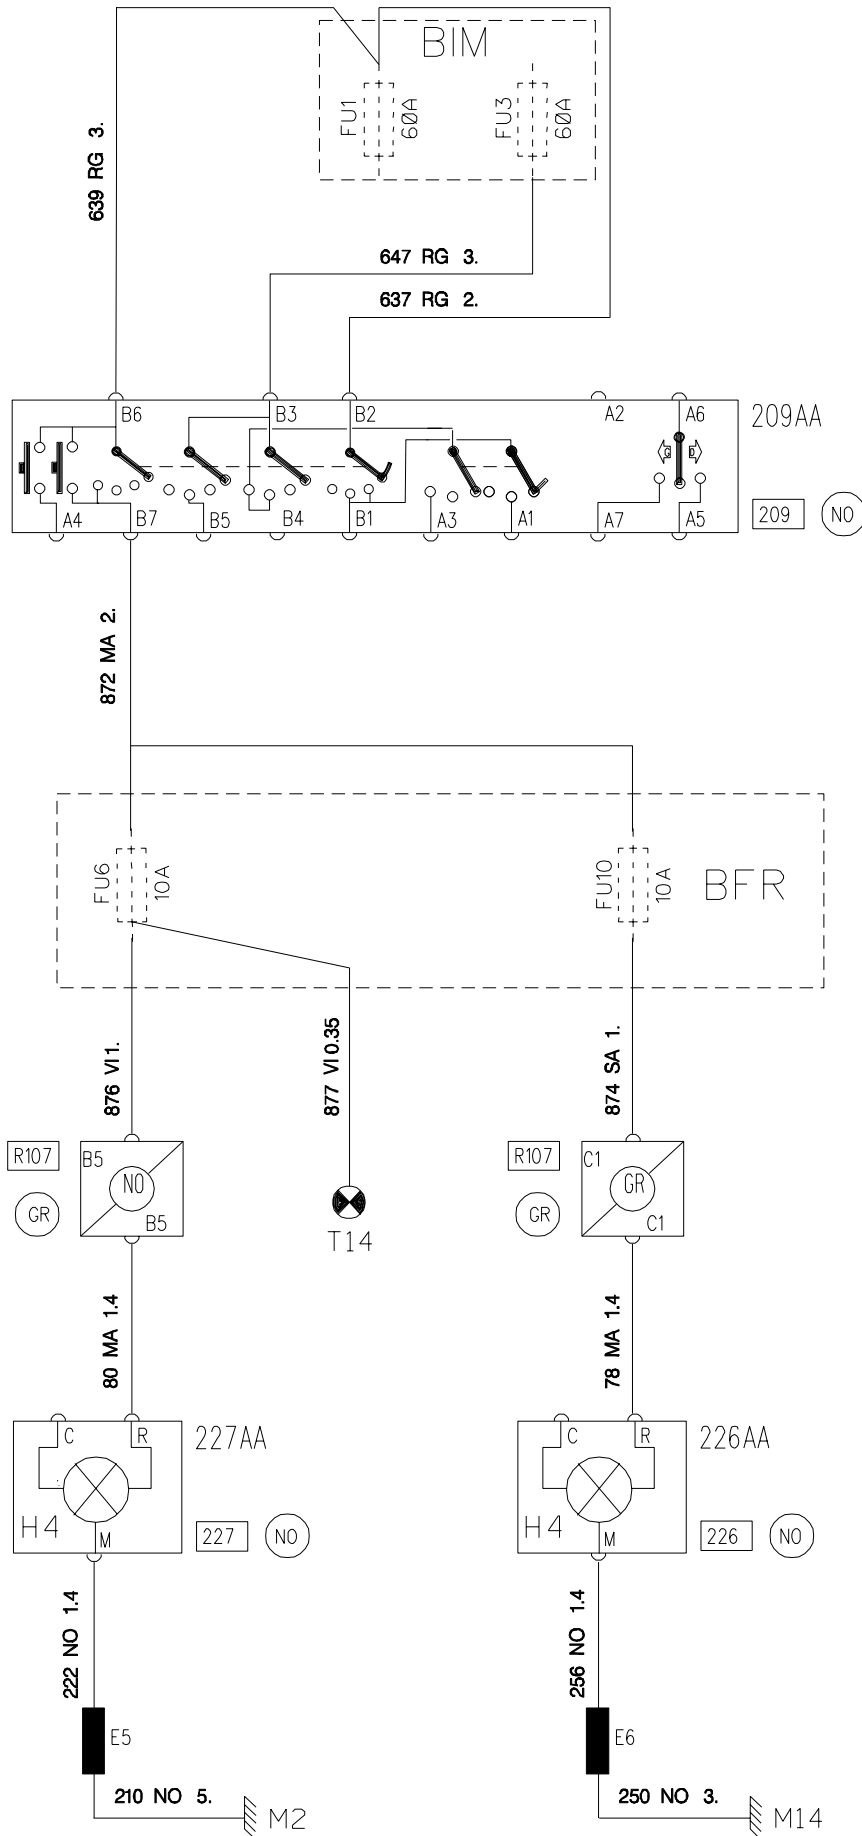 BIM
FU1
60A
FU3
60A
639 RG 3.
647 RG 3.
637 RG 2.
B6
B3
B2
A2
A6
209AA
A4
B7
B5
B4
B1
A3
A1
A7
A5
209
NO
872 MA 2.
FU6
10A
FU10
10A
BFR
876 VI 1.
877 VI 0.35
874 SA 1.
R107
B5
NO
GR
B5
T14
R107
C1
GR
GR
C1
80 MA 1.4
78 MA 1.4
C
R
227AA
H4
M
227
NO
C
R
226AA
H4
M
226
NO
222 NO 1.4
256 NO 1.4
E5
E6
210 NO 5.
M2
250 NO 3.
M14